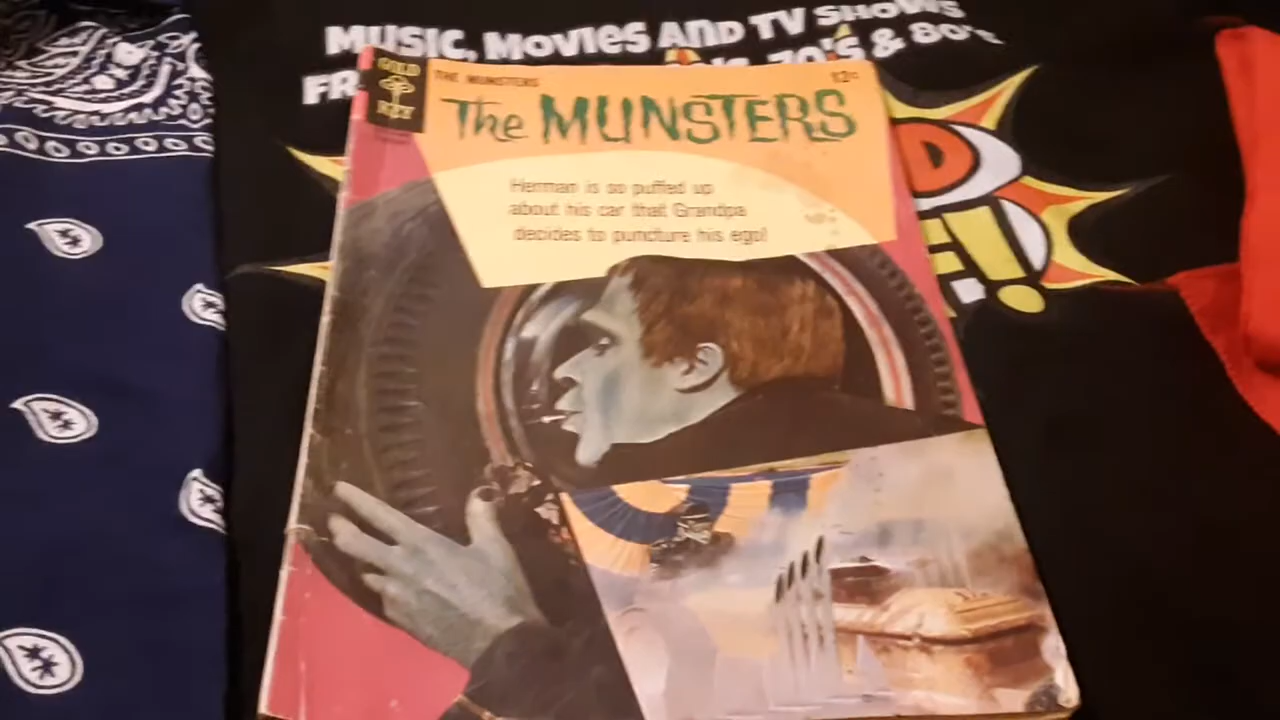 MUSIC, MOVIES AND TV SHOWS
70'S & 80's
GOLD
KEY
THE MUNSTERS
12¢
The MUNSTERS
Herman is so puffed up
about his car that Grandpa
decides to puncture his ego!